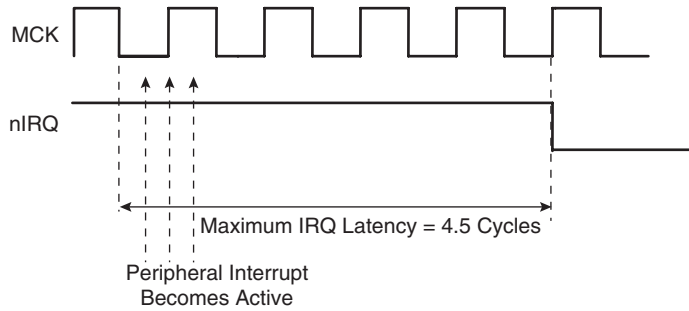 MCK
nIRQ
Maximum IRQ Latency = 4.5 Cycles
Peripheral Interrupt
Becomes Active